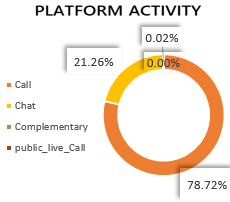 PLATFORM ACTIVITY
0.02%
21.26%
0.00%
Call
Chat
Complementary
public_live_Call
78.72%